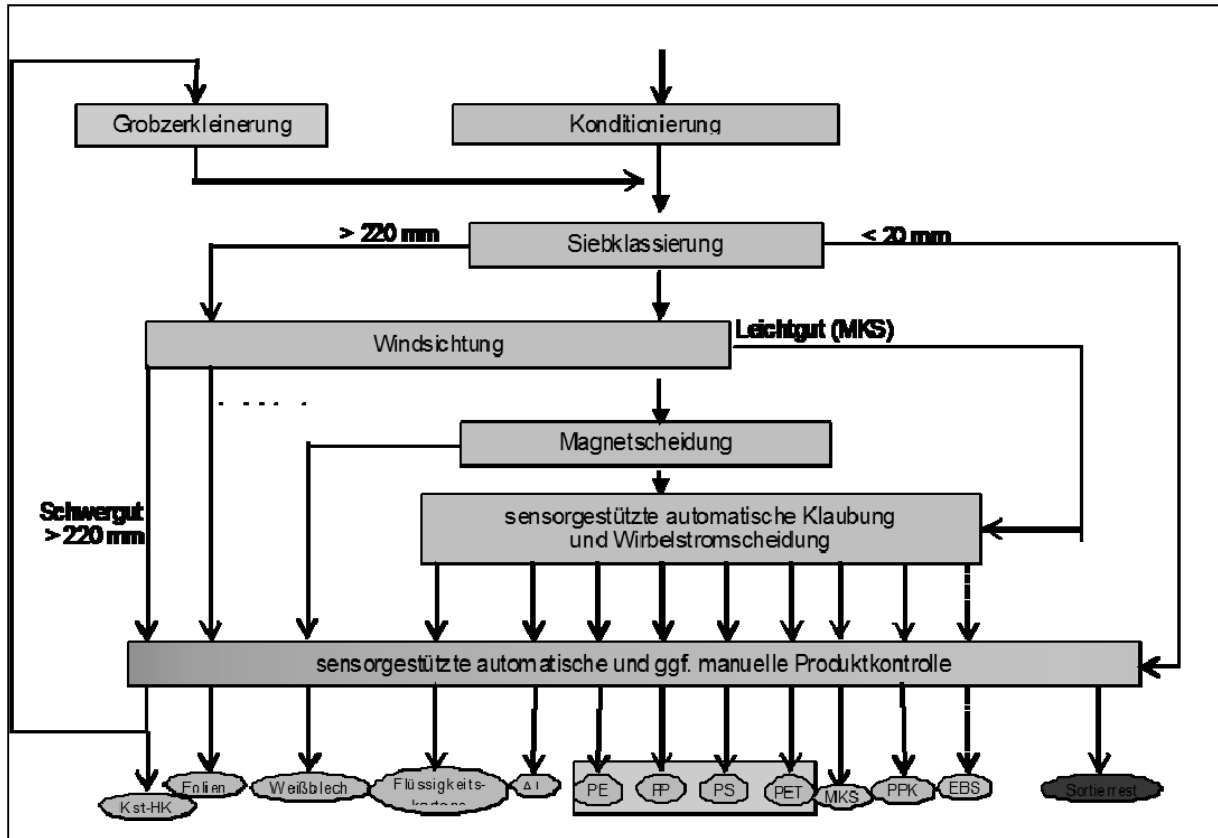 Grobzerkleinerung
Konditionierung
> 220 mm
Siebklassierung
< 20 mm
Windsichtung
Leichtgut (MKS)
Magnetscheidung
Schwergut
> 220 mm
sensorgestützte automatische Klaubung
und Wirbelstromscheidung
sensorgestützte automatische und ggf. manuelle Produktkontrolle
Kst-HK
Folien
Weißblech
Flüssigkeits-
PE
PP
PS
PET
MKS
PPK
EBS
Sortierrest